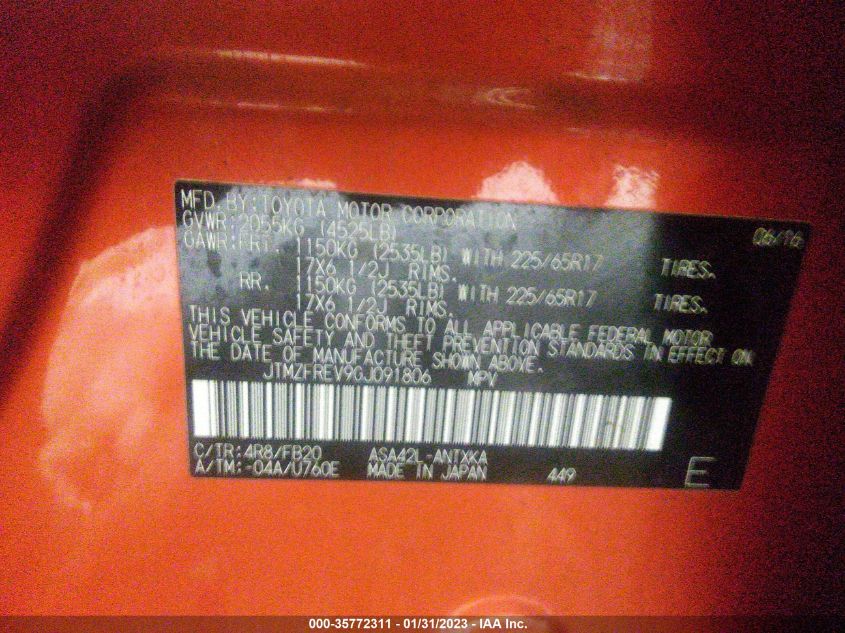 MFD. BY: TOYOTA MOTOR CORPORATION 06/16
GVWR: 2055KG (4525LB)
GAWR: FRT. 1150KG (2535LB) WITH 225/65R17 TIRES.
17X6 1/2J RIMS.
RR. 1150KG (2535LB) WITH 225/65R17 TIRES.
17X6 1/2J RIMS.
THIS VEHICLE CONFORMS TO ALL APPLICABLE FEDERAL MOTOR
VEHICLE SAFETY AND THEFT PREVENTION STANDARDS IN EFFECT ON
THE DATE OF MANUFACTURE SHOWN ABOVE.
JTMZFREV9GJ091806 MPV
C/TR: 4R8/FB20 ASA42L-ANTXKA
A/TM: -04A/U760E MADE IN JAPAN 449 E
000-35772311 - 01/31/2023 - IAA Inc.